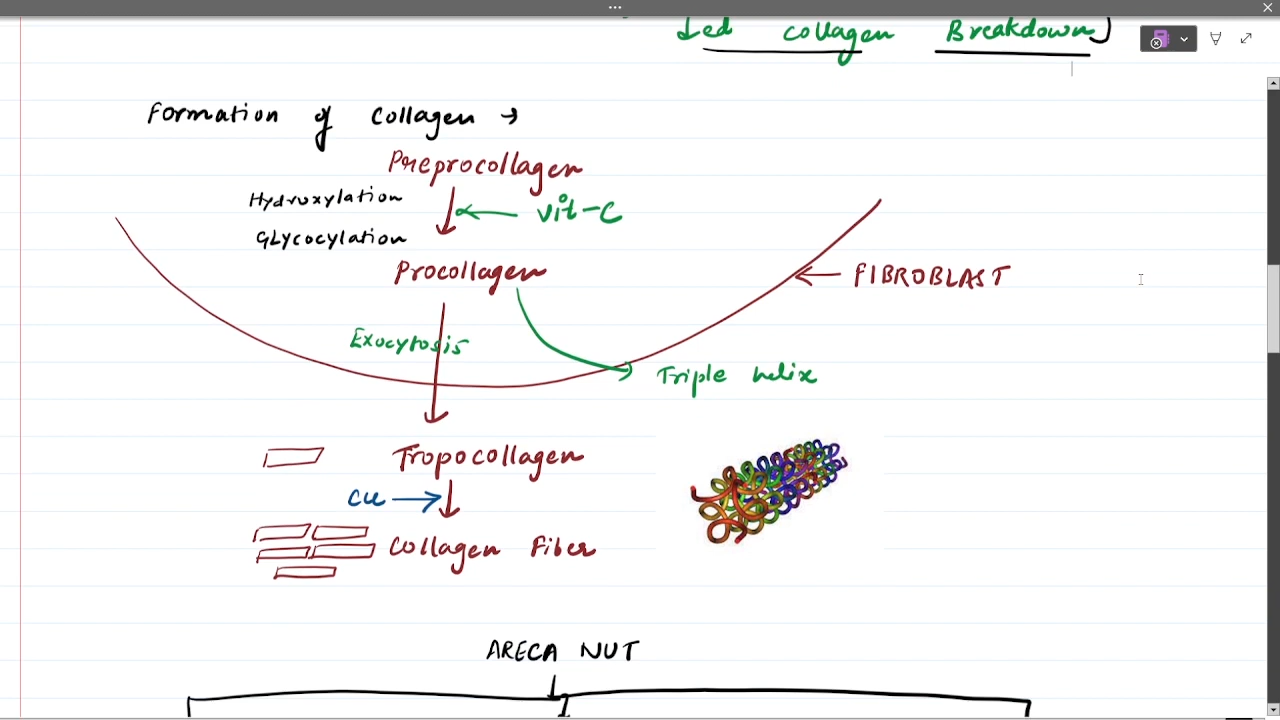 ↓ed collagen Breakdown)
Formation of collagen →
Preprocollagen
Hydroxylation
vit-C
GLycocylation
Procollagen
FIBROBLAST
Exocytosis
Triple helix
Tropocollagen
Cu
Collagen Fiber
ARECA NUT